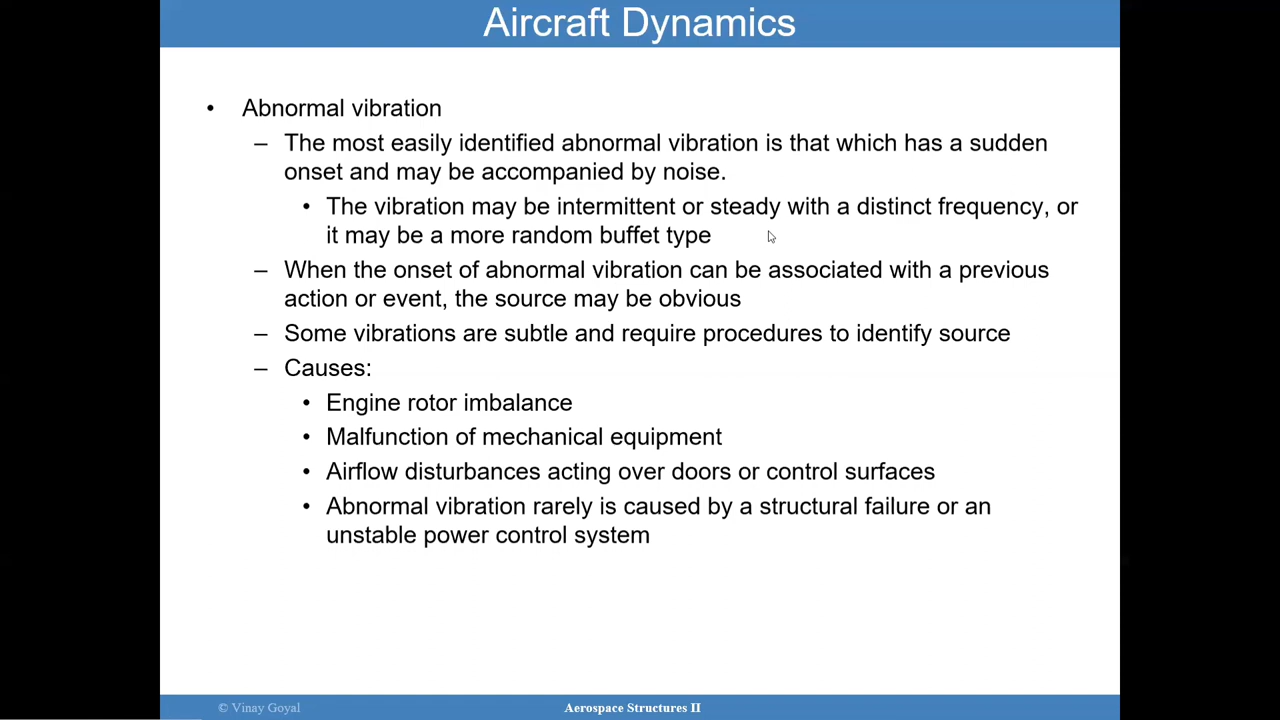 Aircraft Dynamics
• Abnormal vibration
– The most easily identified abnormal vibration is that which has a sudden
onset and may be accompanied by noise.
• The vibration may be intermittent or steady with a distinct frequency, or
it may be a more random buffet type
– When the onset of abnormal vibration can be associated with a previous
action or event, the source may be obvious
– Some vibrations are subtle and require procedures to identify source
– Causes:
• Engine rotor imbalance
• Malfunction of mechanical equipment
• Airflow disturbances acting over doors or control surfaces
• Abnormal vibration rarely is caused by a structural failure or an
unstable power control system
© Vinay Goyal
Aerospace Structures II